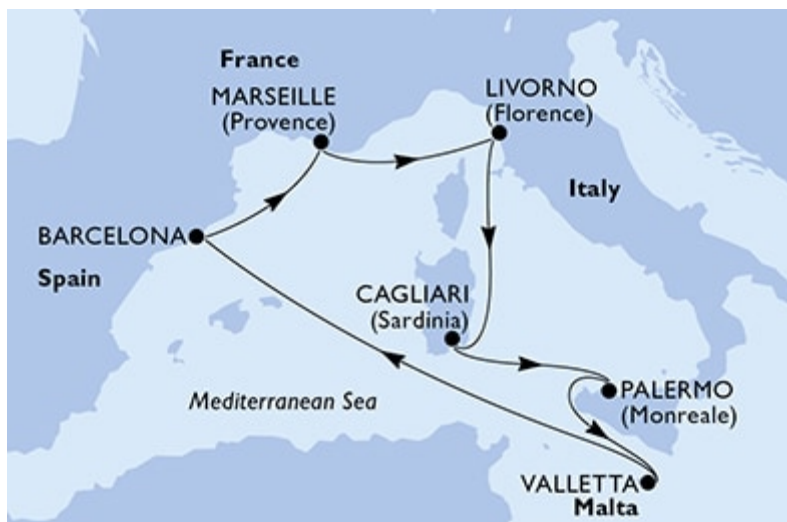 France
MARSEILLE
(Provence)
LIVORNO
(Florence)
Italy
BARCELONA
Spain
CAGLIARI
(Sardinia)
Mediterranean Sea
PALERMO
(Monreale)
VALLETTA
Malta